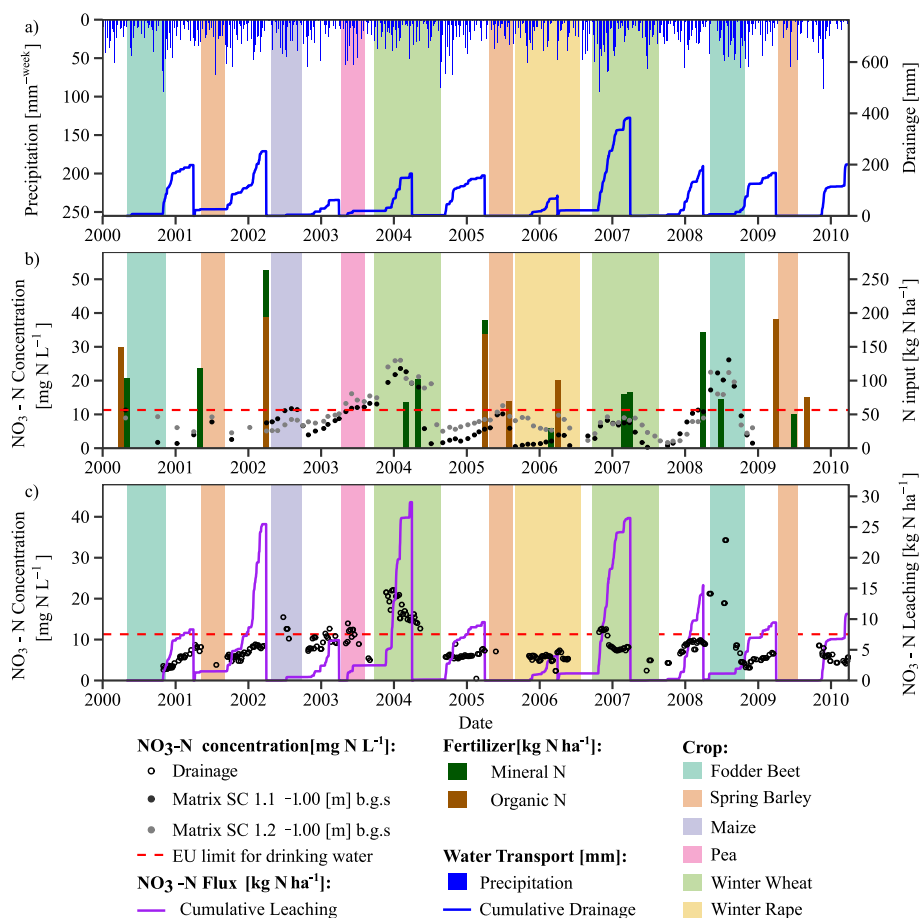 a)
Precipitation [mm⁻ʷᵉᵉᵏ]
0
50
100
150
200
250
600
400
200
0
Drainage [mm]
2000 2001 2002 2003 2004 2005 2006 2007 2008 2009 2010
b)
NO₃ - N Concentration
[mg N L⁻¹]
50
40
30
20
10
0
250
200
150
100
50
0
N input [kg N ha⁻¹]
2000 2001 2002 2003 2004 2005 2006 2007 2008 2009 2010
c)
NO₃ - N Concentration
[mg N L⁻¹]
40
30
20
10
0
30
25
20
15
10
5
0
NO₃-N Leaching [kg N ha⁻¹]
2000 2001 2002 2003 2004 2005 2006 2007 2008 2009 2010
Date
NO₃-N concentration[mg N L⁻¹]:
Drainage
Matrix SC 1.1 -1.00 [m] b.g.s
Matrix SC 1.2 -1.00 [m] b.g.s
EU limit for drinking water
NO₃-N Flux [kg N ha⁻¹]:
Cumulative Leaching
Fertilizer[kg N ha⁻¹]:
Mineral N
Organic N
Water Transport [mm]:
Precipitation
Cumulative Drainage
Crop:
Fodder Beet
Spring Barley
Maize
Pea
Winter Wheat
Winter Rape